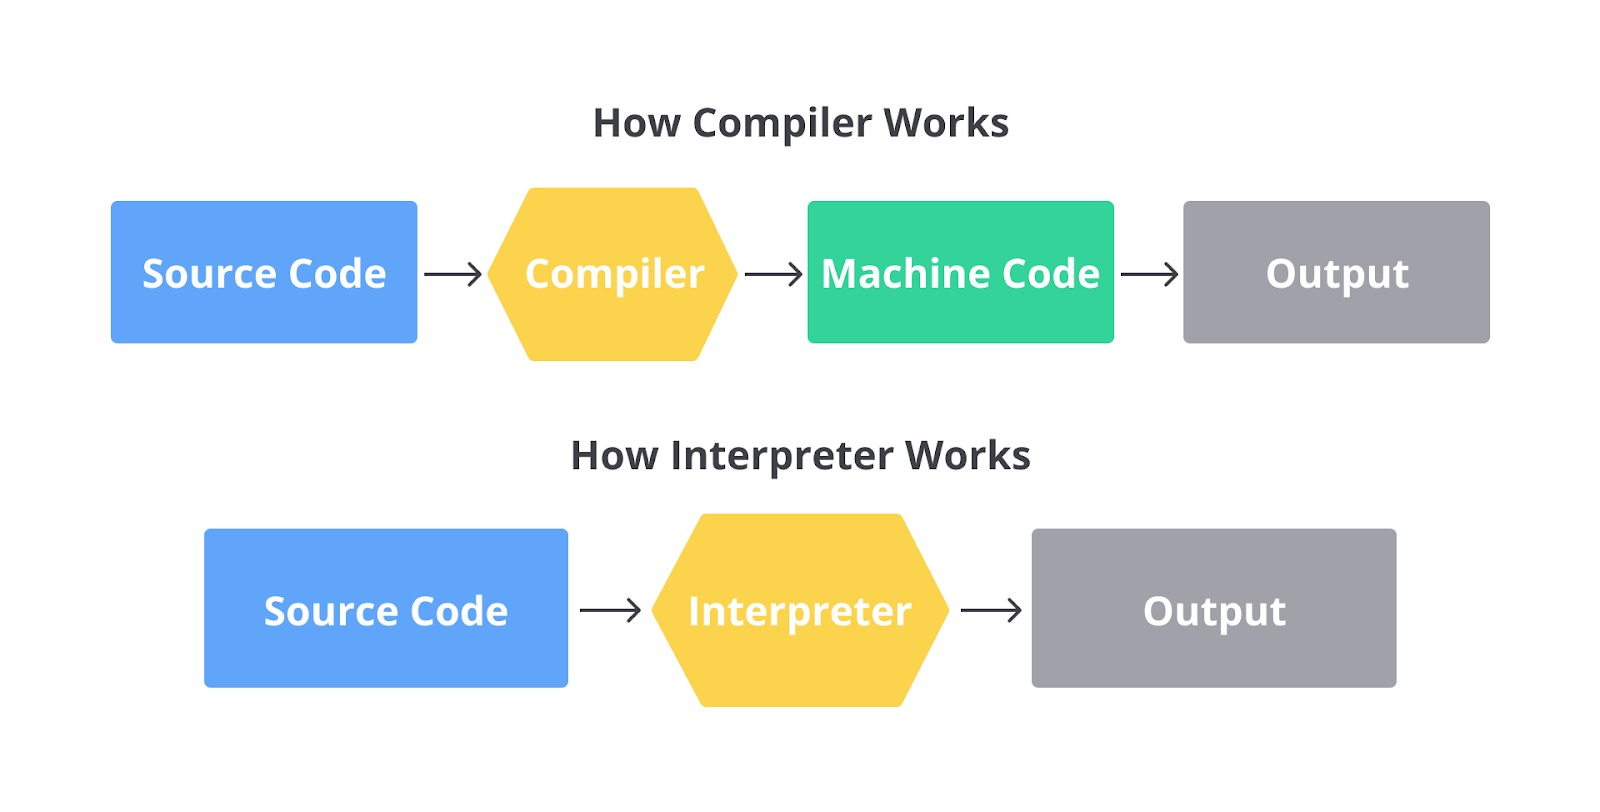 How Compiler Works
Source Code
Compiler
Machine Code
Output
How Interpreter Works
Source Code
Interpreter
Output